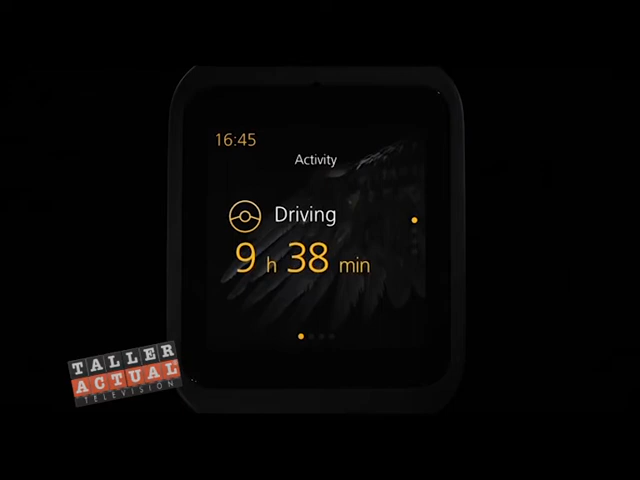 16:45
Activity
Driving
9 h 38 min
TALLER
ACTUAL
TELEVISION